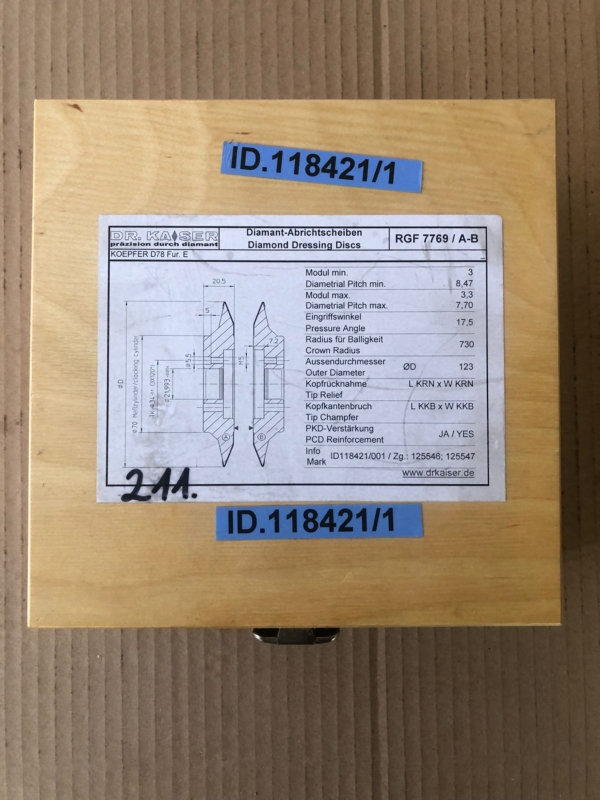 ID.118421/1
DR. KAISER
präzision durch diamant
Diamant-Abrichtscheiben
Diamond Dressing Discs
RGF 7769 / A-B
KOEPFER D78 Fur. E
Modul min. 3
Diametrial Pitch min. 8,47
Modul max. 3,3
Diametrial Pitch max. 7,70
Eingriffswinkel
Pressure Angle 17,5
Radius für Balligkeit
Crown Radius 730
Aussendurchmesser
Outer Diameter ØD 123
Kopfrücknahme L KRN x W KRN
Tip Relief
Kopfkantenbruch L KKB x W KKB
Tip Champfer
PKD-Verstärkung
PCD Reinforcement JA / YES
Info
Mark ID118421/001 / Zg.: 125546; 125547
www.drkaiser.de
20,5
5
7,2
ø5,5
M5
øD
A
B
211.
ID.118421/1